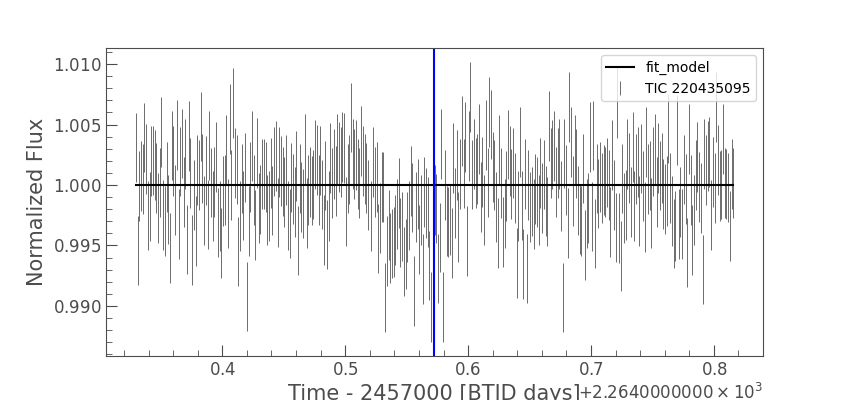 1.010
1.005
1.000
0.995
0.990
Normalized Flux
fit_model
TIC 220435095
0.4
0.5
0.6
0.7
0.8
Time - 2457000 [BTJD days]
+2.2640000000 × 10³